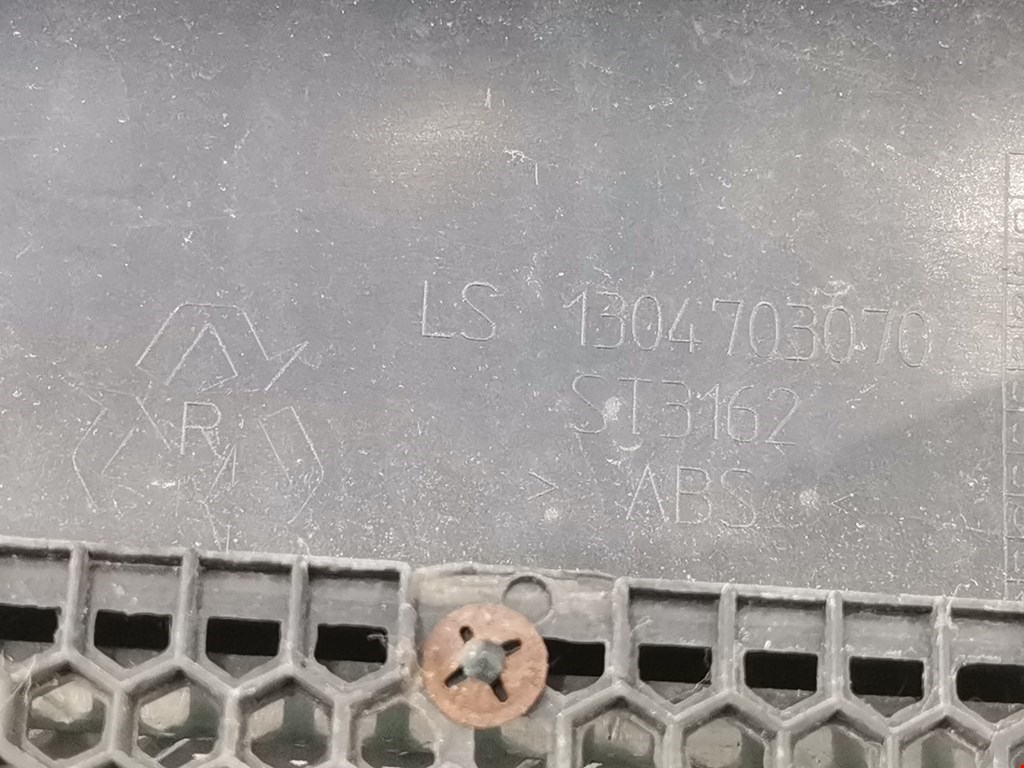 LS 1304703070
ST3162
> ABS <
R